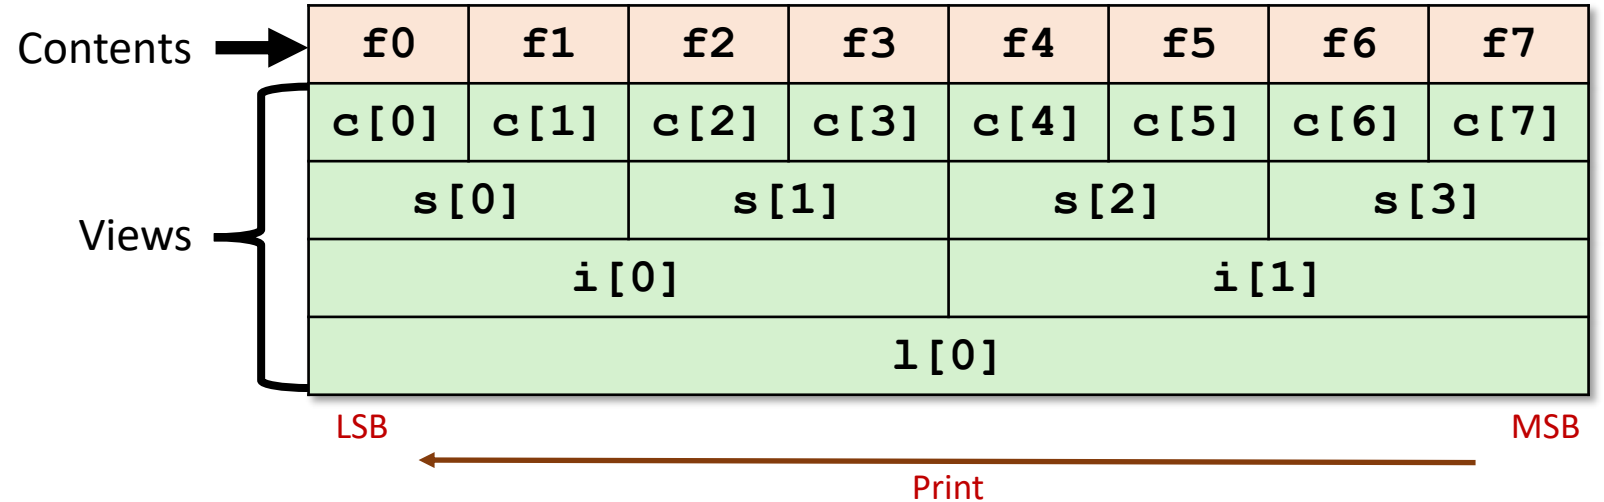 Contents f0 f1 f2 f3 f4 f5 f6 f7
c[0] c[1] c[2] c[3] c[4] c[5] c[6] c[7]
s[0] s[1] s[2] s[3]
Views
i[0] i[1]
l[0]
LSB MSB
Print